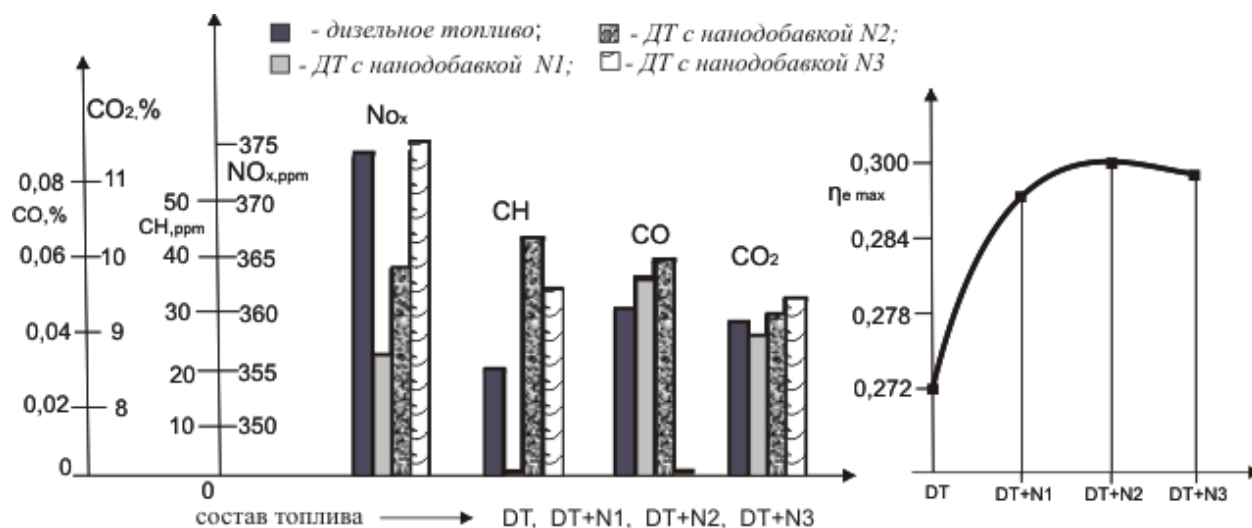 - дизельное топливо;
- ДТ с нанодобавкой N1;
- ДТ с нанодобавкой N2;
- ДТ с нанодобавкой N3
CO₂,%
11
10
9
8
0,08
CO,%
0,06
0,04
0,02
0
375
NOx,ppm
370
365
360
355
350
50
CH,ppm
40
30
20
10
0
Nox
CH
CO
CO₂
состав топлива
DT, DT+N1, DT+N2, DT+N3
0,300
ηe max
0,284
0,278
0,272
DT
DT+N1
DT+N2
DT+N3